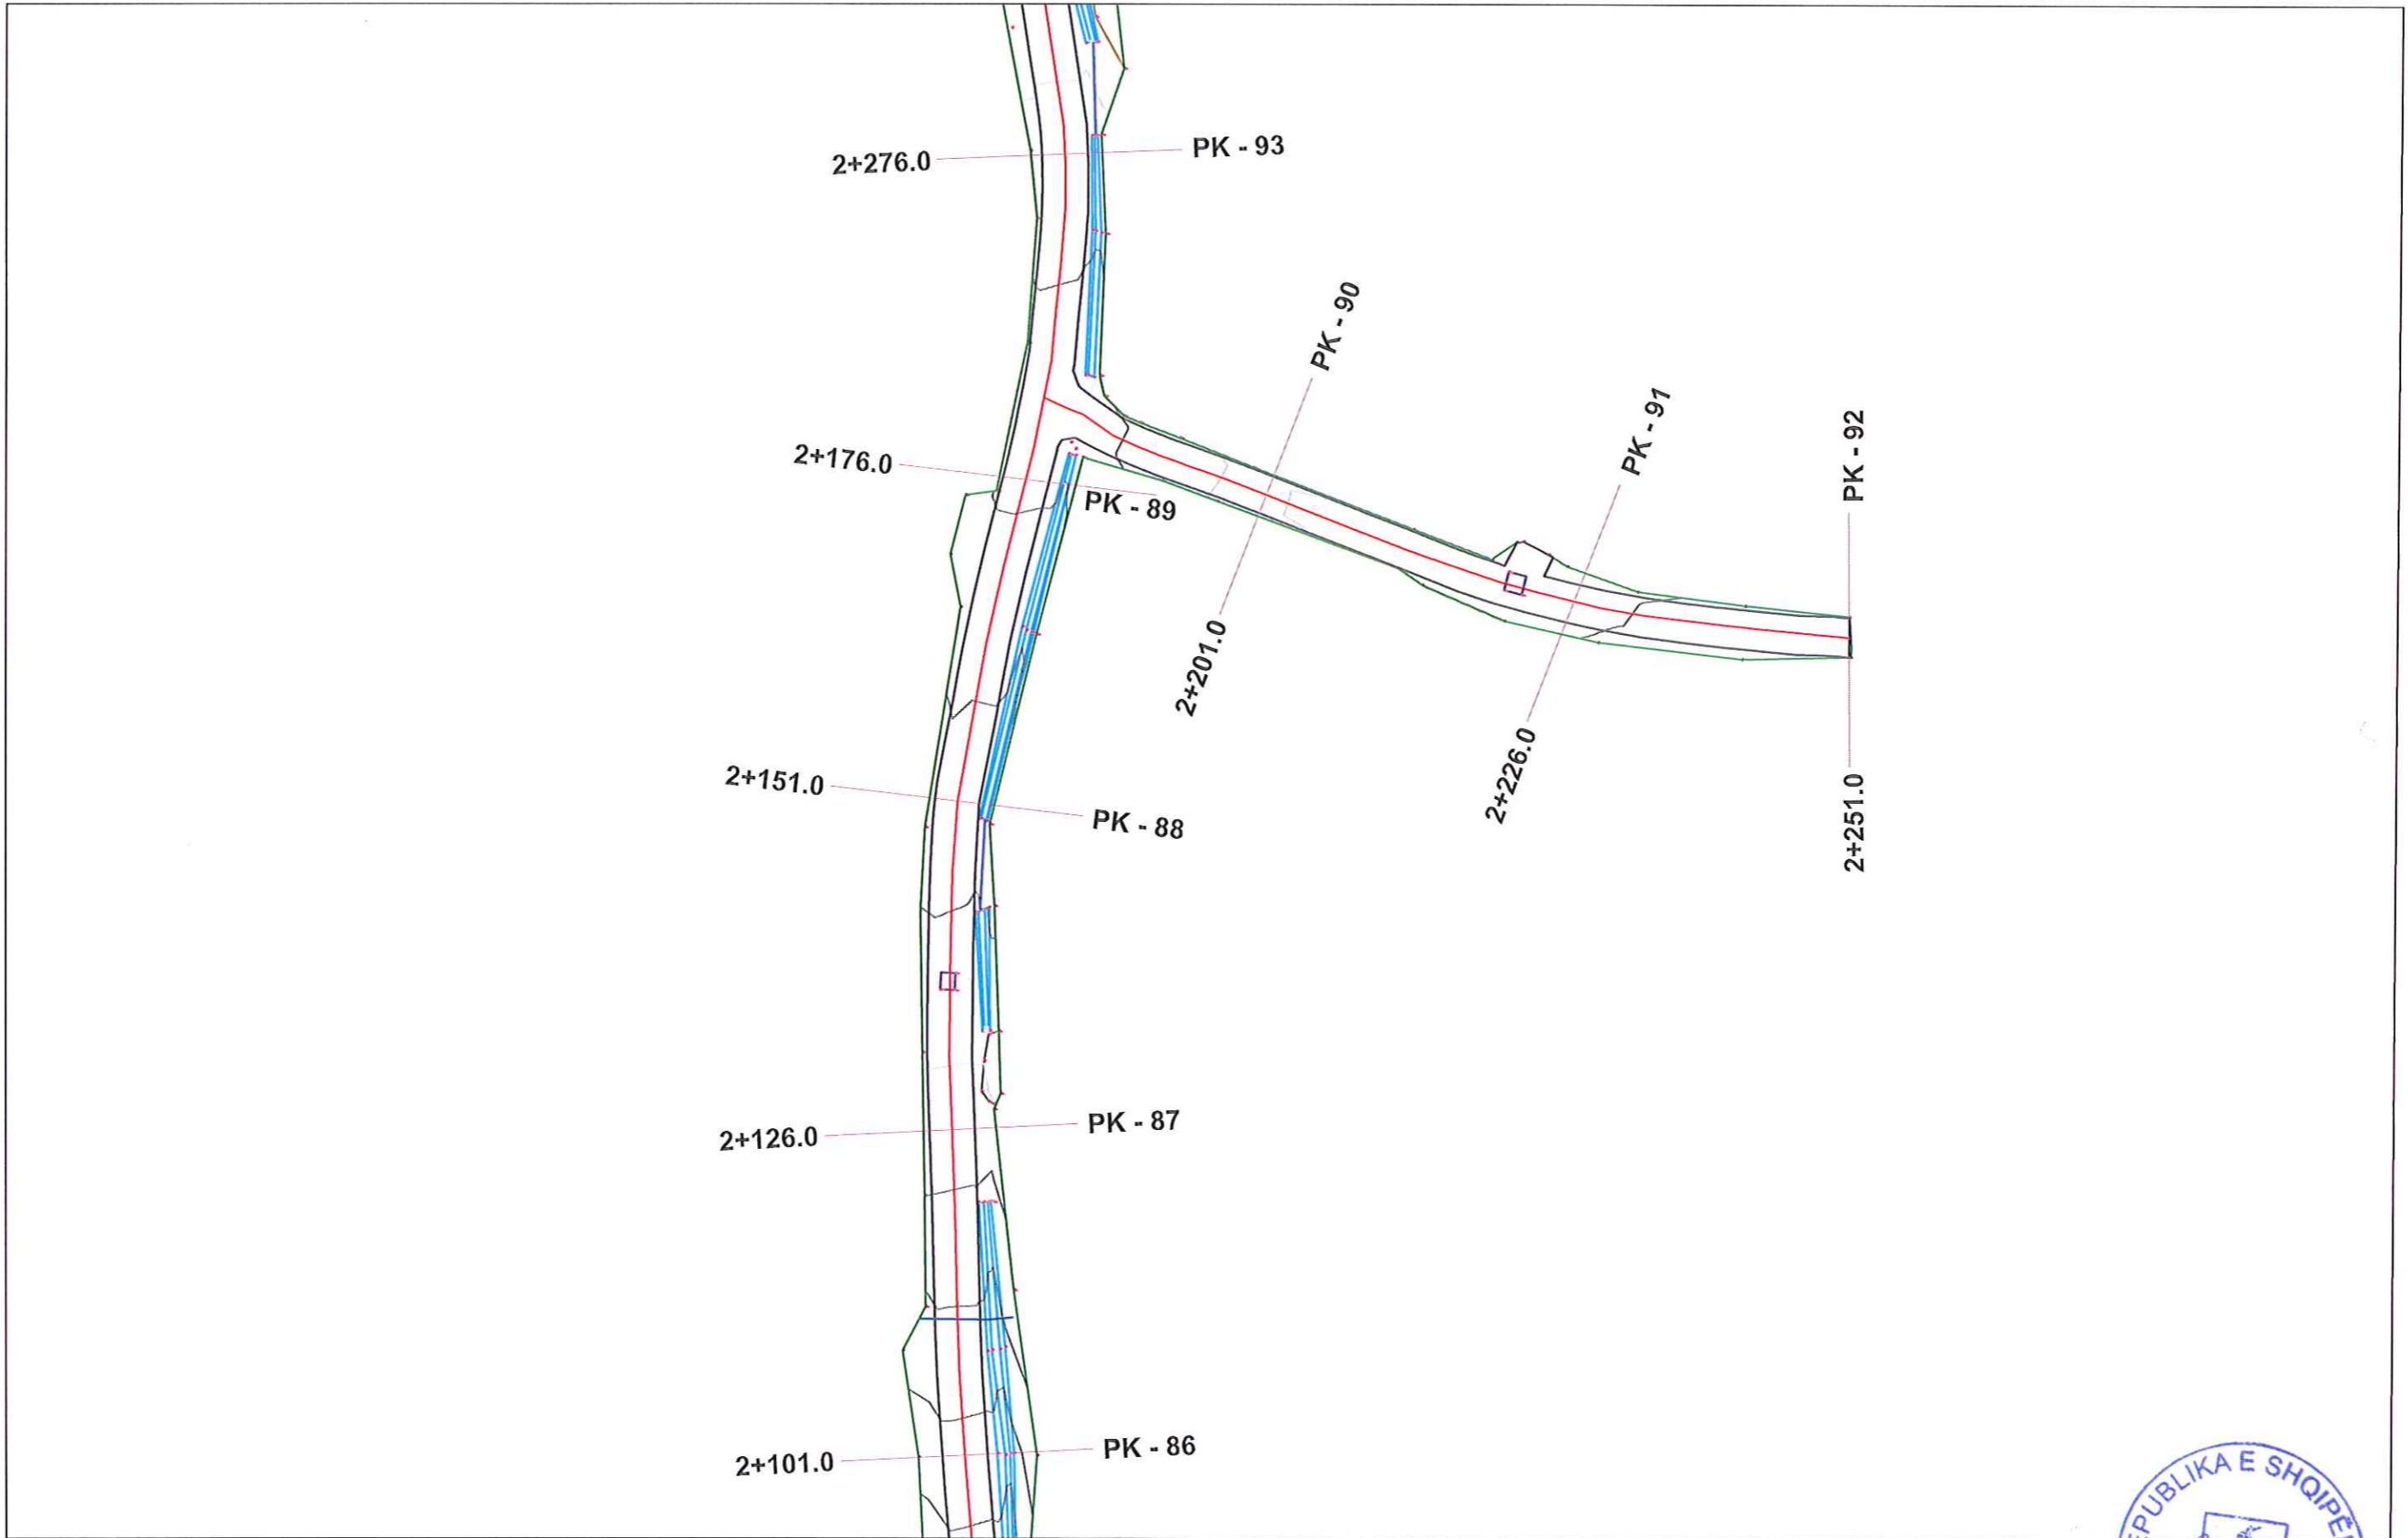 2+276.0
PK - 93
PK - 90
PK - 91
PK - 92
2+176.0
PK - 89
2+201.0
2+226.0
2+251.0
2+151.0
PK - 88
2+126.0
PK - 87
2+101.0
PK - 86
EPUBLIKA E SHQIPË